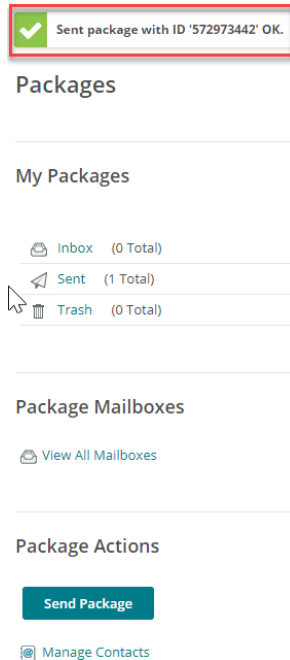 Sent package with ID '572973442' OK.
Packages
My Packages
Inbox (0 Total)
Sent (1 Total)
Trash (0 Total)
Package Mailboxes
View All Mailboxes
Package Actions
Send Package
Manage Contacts